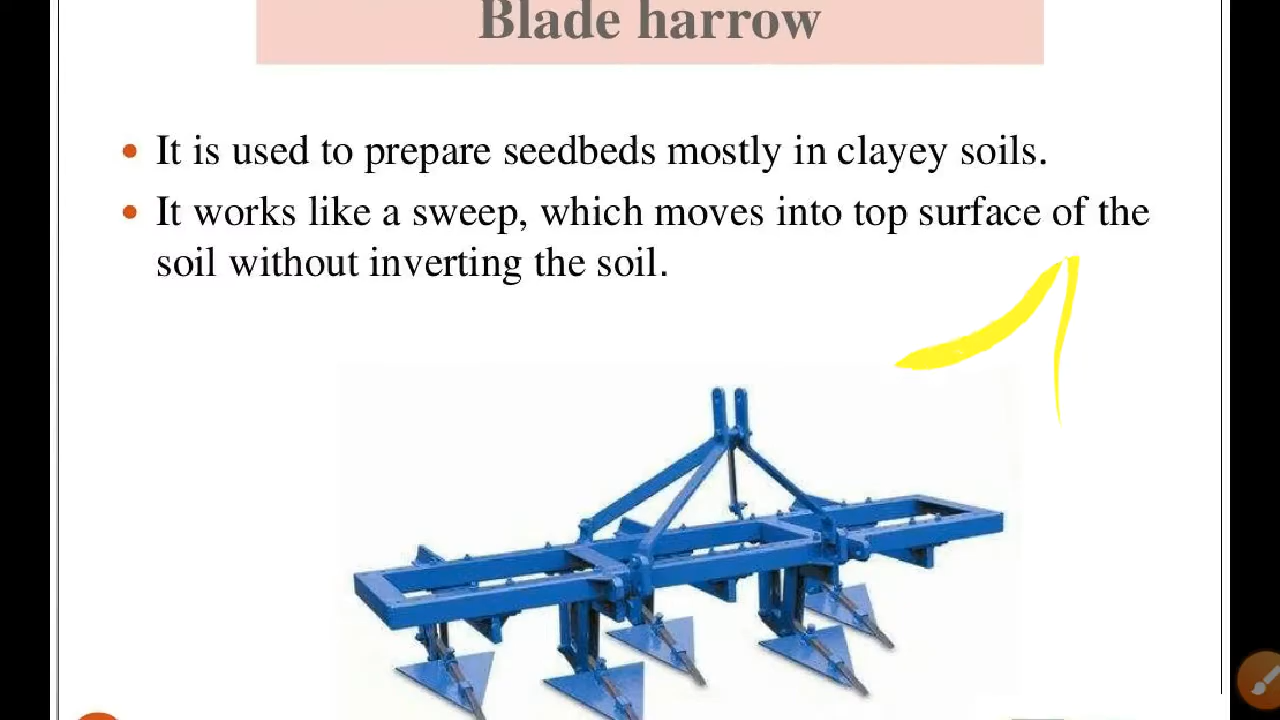 Blade harrow
• It is used to prepare seedbeds mostly in clayey soils.
• It works like a sweep, which moves into top surface of the
soil without inverting the soil.